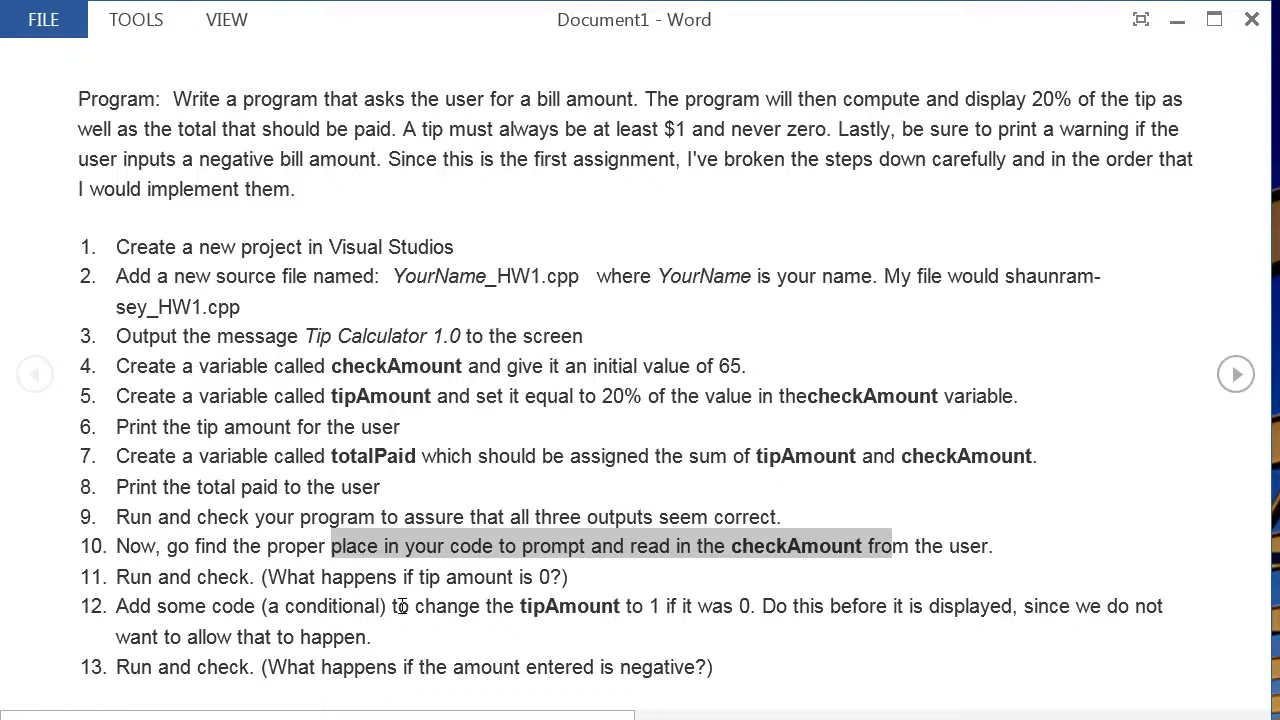 FILE TOOLS VIEW Document1 - Word
Program: Write a program that asks the user for a bill amount. The program will then compute and display 20% of the tip as
well as the total that should be paid. A tip must always be at least $1 and never zero. Lastly, be sure to print a warning if the
user inputs a negative bill amount. Since this is the first assignment, I've broken the steps down carefully and in the order that
I would implement them.
1. Create a new project in Visual Studios
2. Add a new source file named: YourName_HW1.cpp where YourName is your name. My file would shaunram-
sey_HW1.cpp
3. Output the message Tip Calculator 1.0 to the screen
4. Create a variable called checkAmount and give it an initial value of 65.
5. Create a variable called tipAmount and set it equal to 20% of the value in thecheckAmount variable.
6. Print the tip amount for the user
7. Create a variable called totalPaid which should be assigned the sum of tipAmount and checkAmount.
8. Print the total paid to the user
9. Run and check your program to assure that all three outputs seem correct.
10. Now, go find the proper place in your code to prompt and read in the checkAmount from the user.
11. Run and check. (What happens if tip amount is 0?)
12. Add some code (a conditional) to change the tipAmount to 1 if it was 0. Do this before it is displayed, since we do not
want to allow that to happen.
13. Run and check. (What happens if the amount entered is negative?)